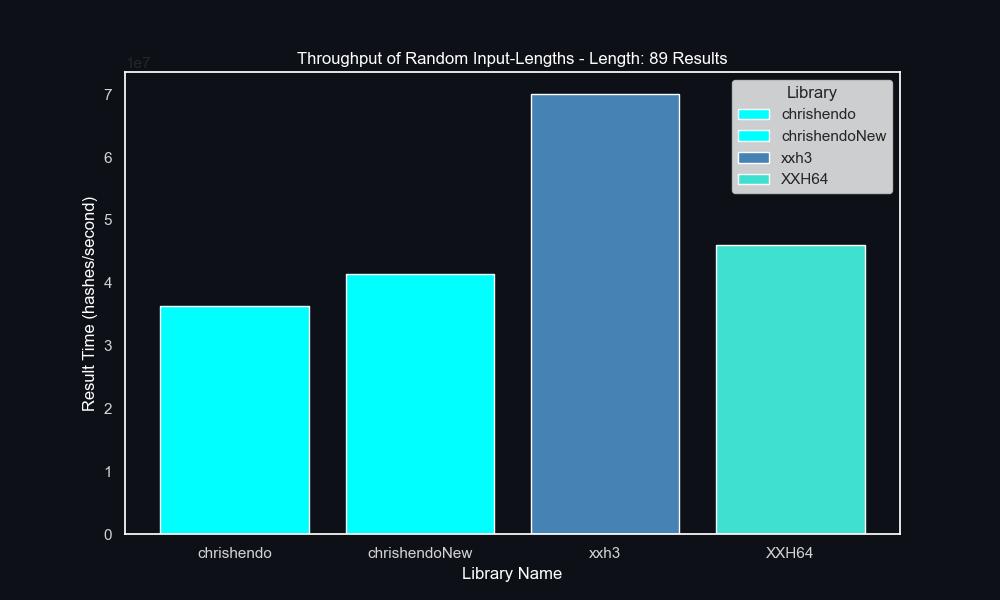 Throughput of Random Input-Lengths - Length: 89 Results
1e7
7
6
5
4
3
2
1
0
Result Time (hashes/second)
Library
chrishendo
chrishendoNew
xxh3
XXH64
chrishendo
chrishendoNew
xxh3
XXH64
Library Name